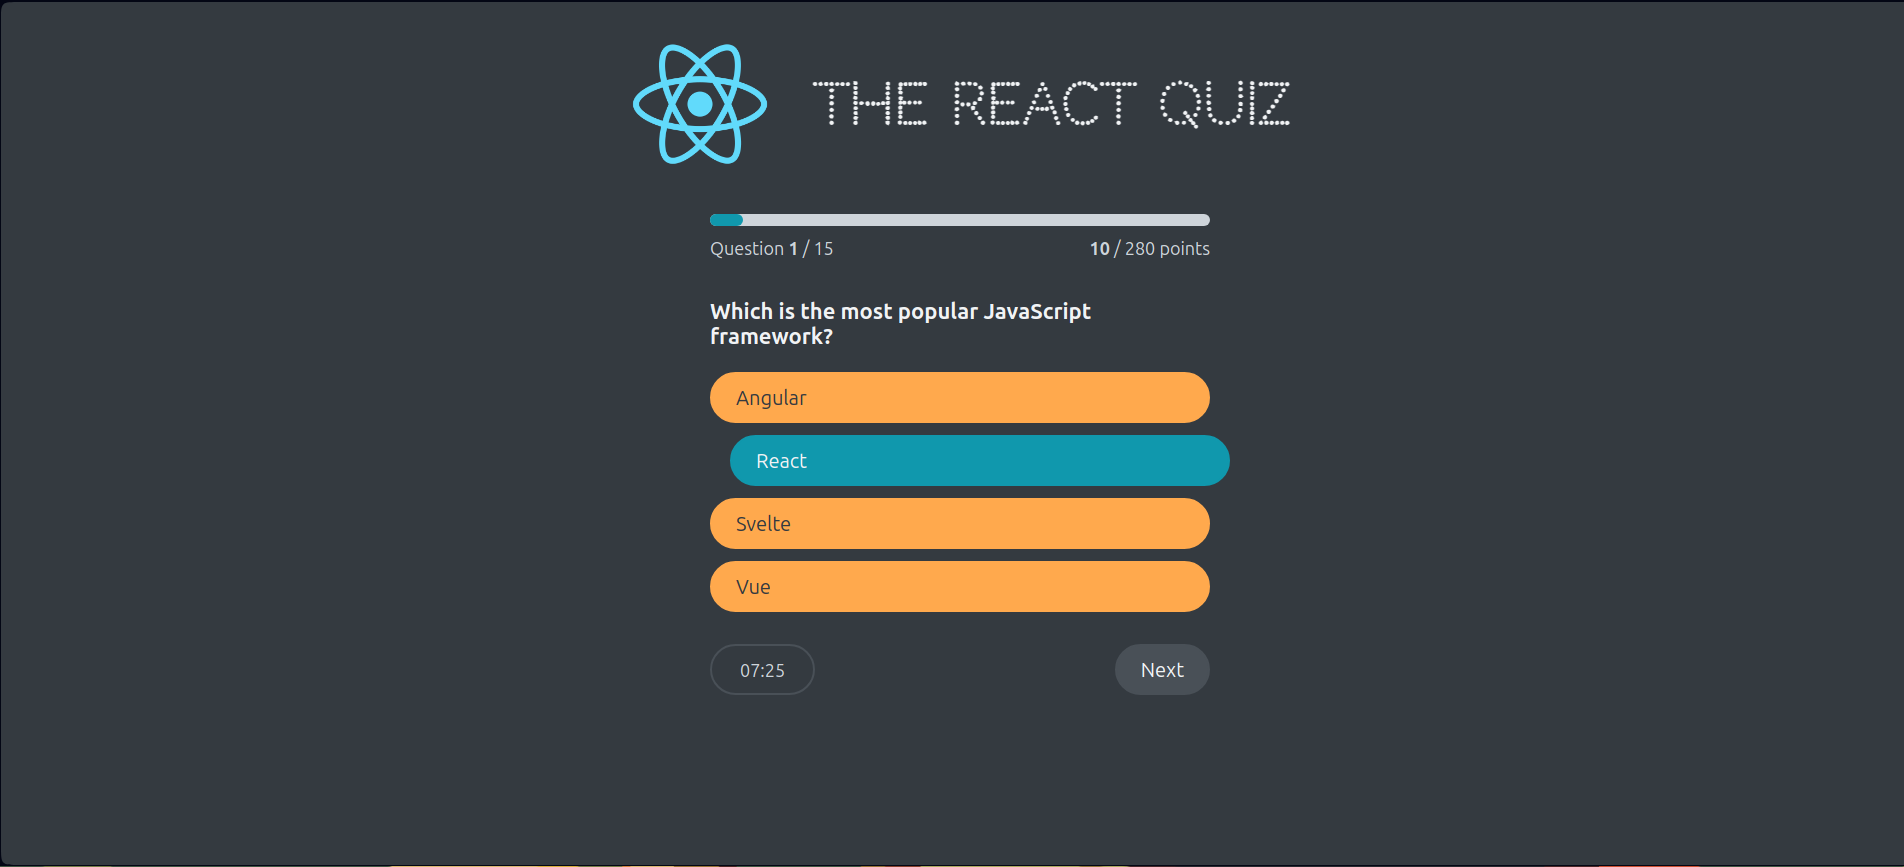 THE REACT QUIZ
Question 1 / 15
10 / 280 points
Which is the most popular JavaScript
framework?
Angular
React
Svelte
Vue
07:25
Next